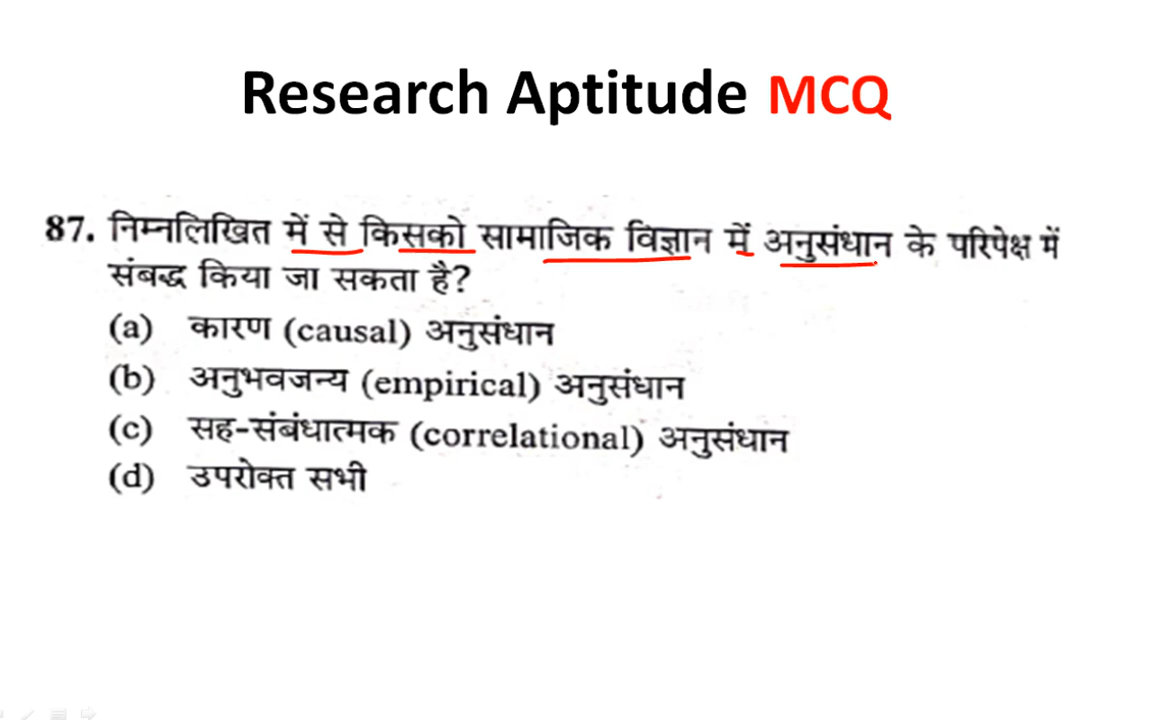 Research Aptitude MCQ
87. निम्नलिखित में से किसको सामाजिक विज्ञान में अनुसंधान के परिपेक्ष में
संबद्ध किया जा सकता है?
(a) कारण (causal) अनुसंधान
(b) अनुभवजन्य (empirical) अनुसंधान
(c) सह-संबंधात्मक (correlational) अनुसंधान
(d) उपरोक्त सभी